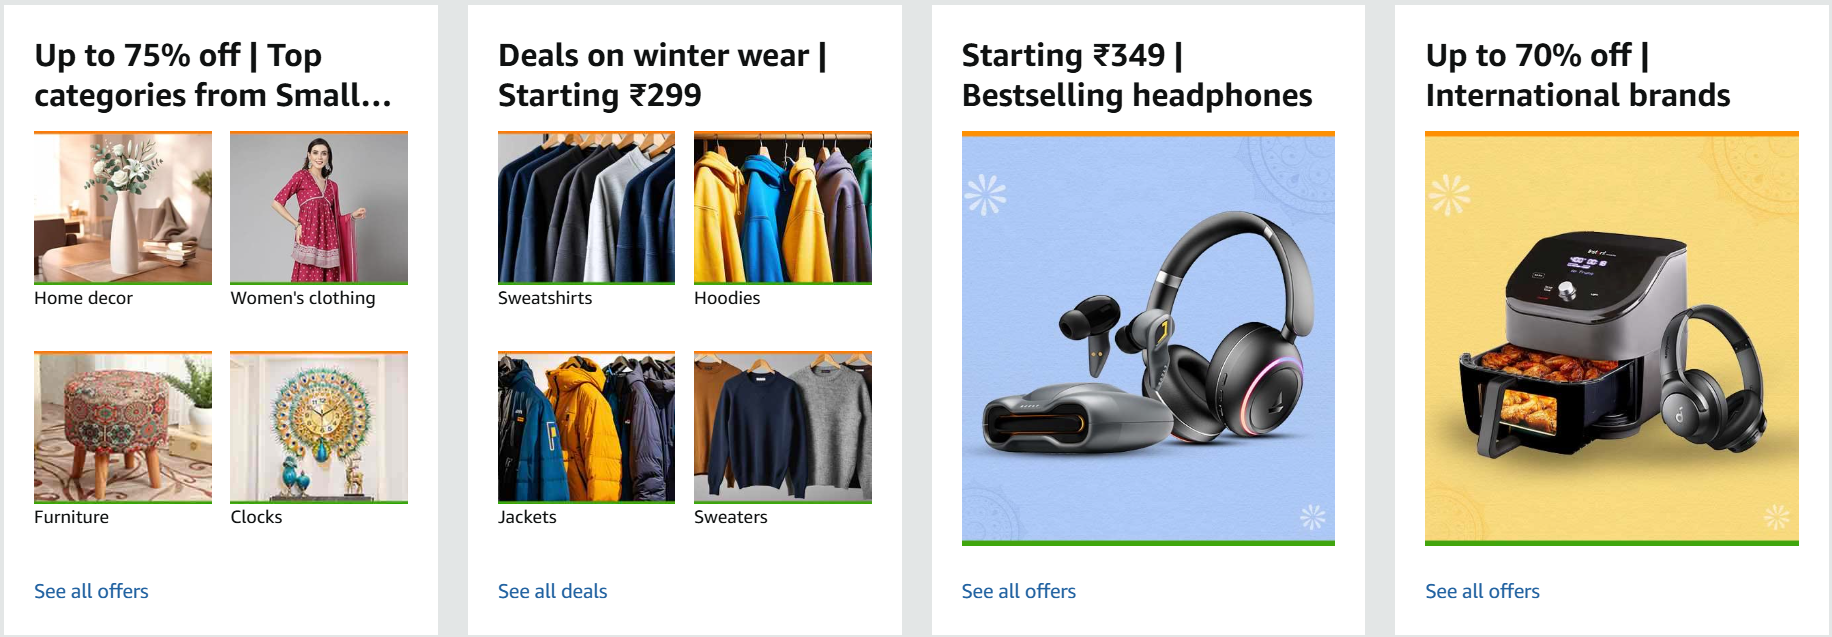 Up to 75% off | Top
categories from Small...
Home decor
Women's clothing
Furniture
Clocks
See all offers
Deals on winter wear |
Starting ₹299
Sweatshirts
Hoodies
Jackets
Sweaters
See all deals
Starting ₹349 |
Bestselling headphones
See all offers
Up to 70% off |
International brands
See all offers